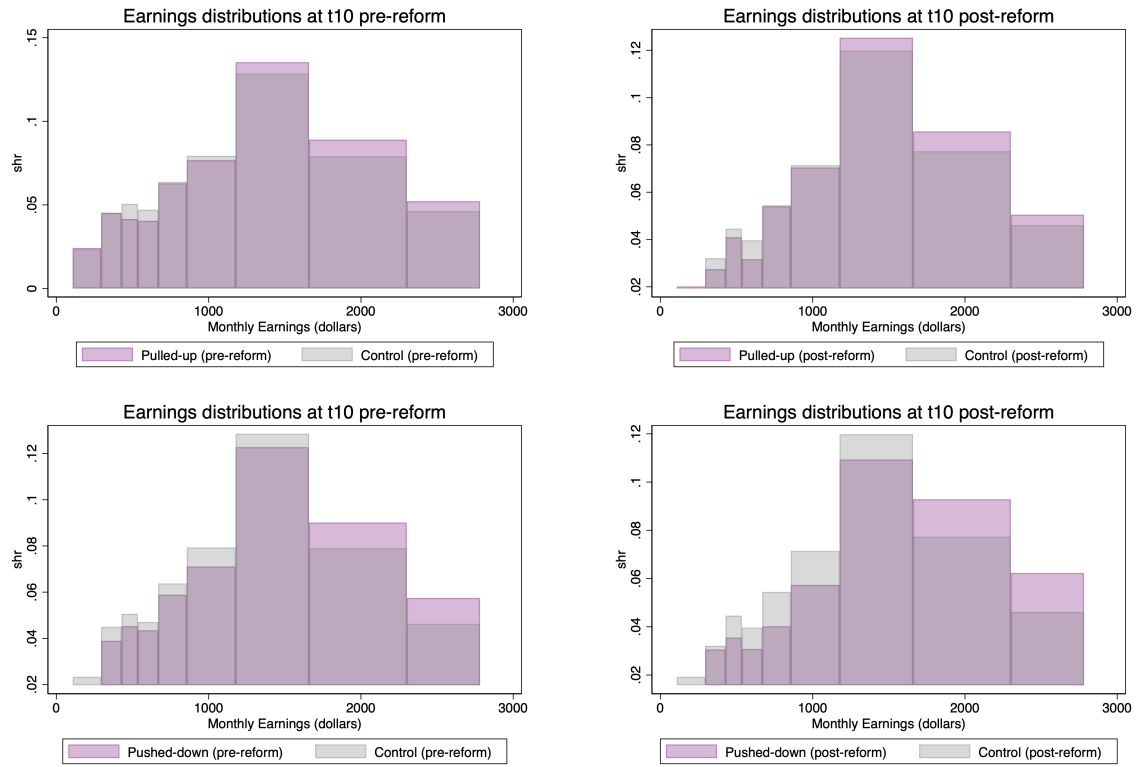 Earnings distributions at t10 pre-reform
shr
.15
.1
.05
0
0 1000 2000 3000
Monthly Earnings (dollars)
Pulled-up (pre-reform) Control (pre-reform)
Earnings distributions at t10 post-reform
shr
.12
.1
.08
.06
.04
.02
0 1000 2000 3000
Monthly Earnings (dollars)
Pulled-up (post-reform) Control (post-reform)
Earnings distributions at t10 pre-reform
shr
.12
.1
.08
.06
.04
.02
0 1000 2000 3000
Monthly Earnings (dollars)
Pushed-down (pre-reform) Control (pre-reform)
Earnings distributions at t10 post-reform
shr
.12
.1
.08
.06
.04
.02
0 1000 2000 3000
Monthly Earnings (dollars)
Pushed-down (post-reform) Control (post-reform)